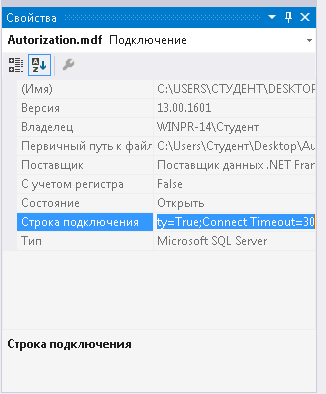 Свойства
Autorization.mdf Подключение
(Имя) C:\USERS\СТУДЕНТ\DESKTOP
Версия 13.00.1601
Владелец WINPR-14\Студент
Первичный путь к файл C:\Users\Студент\Desktop\Au
Поставщик Поставщик данных .NET Fran
С учетом регистра False
Состояние Открыть
Строка подключения ty=True;Connect Timeout=30
Тип Microsoft SQL Server
Строка подключения